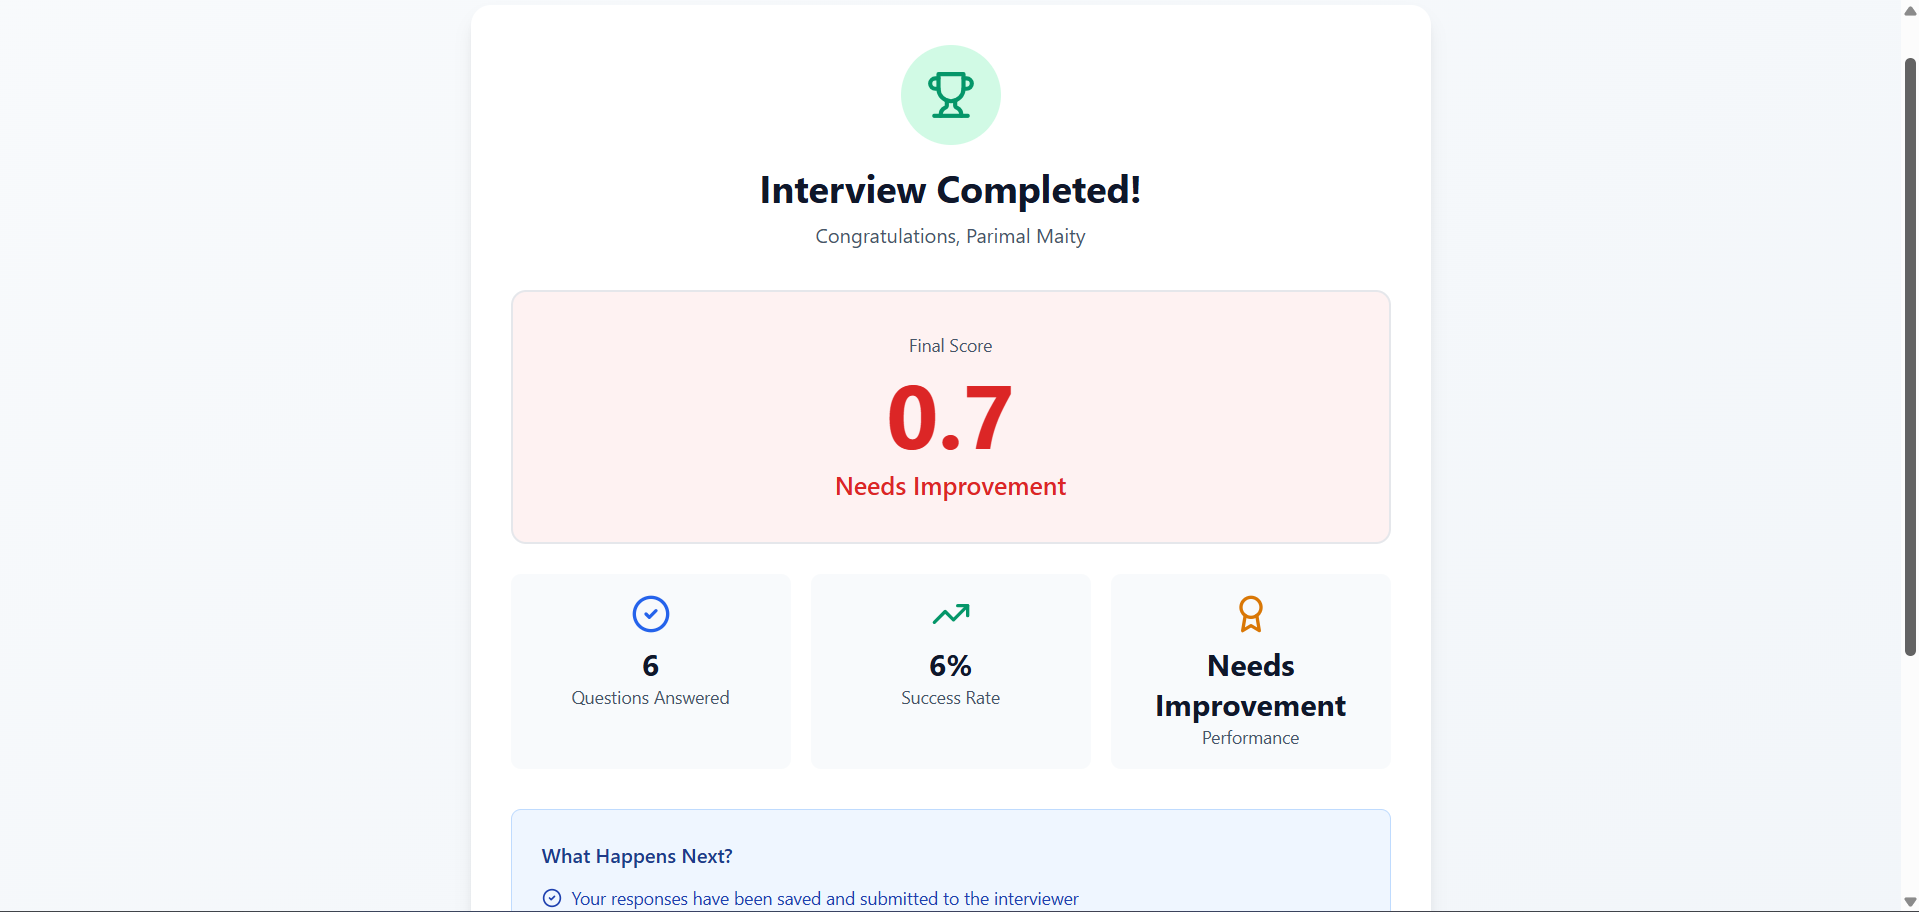 Interview Completed!
Congratulations, Parimal Maity
Final Score
0.7
Needs Improvement
6
Questions Answered
6%
Success Rate
Needs
Improvement
Performance
What Happens Next?
Your responses have been saved and submitted to the interviewer